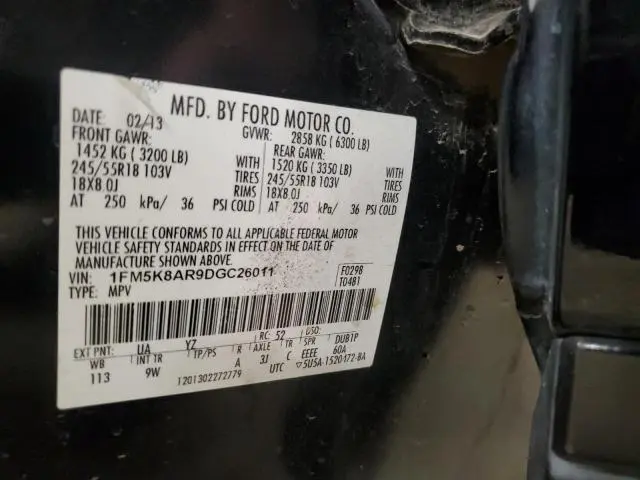 MFD. BY FORD MOTOR CO.
DATE: 02/13 GVWR: 2858 KG ( 6300 LB)
FRONT GAWR: REAR GAWR:
1452 KG ( 3200 LB) WITH 1520 KG ( 3350 LB) WITH
245/55R18 103V TIRES 245/55R18 103V TIRES
18X8.0J RIMS 18X8.0J RIMS
AT 250 kPa/ 36 PSI COLD AT 250 kPa/ 36 PSI COLD
THIS VEHICLE CONFORMS TO ALL APPLICABLE FEDERAL MOTOR
VEHICLE SAFETY STANDARDS IN EFFECT ON THE DATE OF
MANUFACTURE SHOWN ABOVE.
VIN: 1FM5K8AR9DGC26011 F0298
TYPE: MPV T0481
EXT PNT: UA YZ RC: 52 DSO:
WB INT TR TP/PS R AXLE TR SPR DUB1P
113 9W A 3J C EEEE 60A
1201302272779 UTC 5U5A-1520472-BA